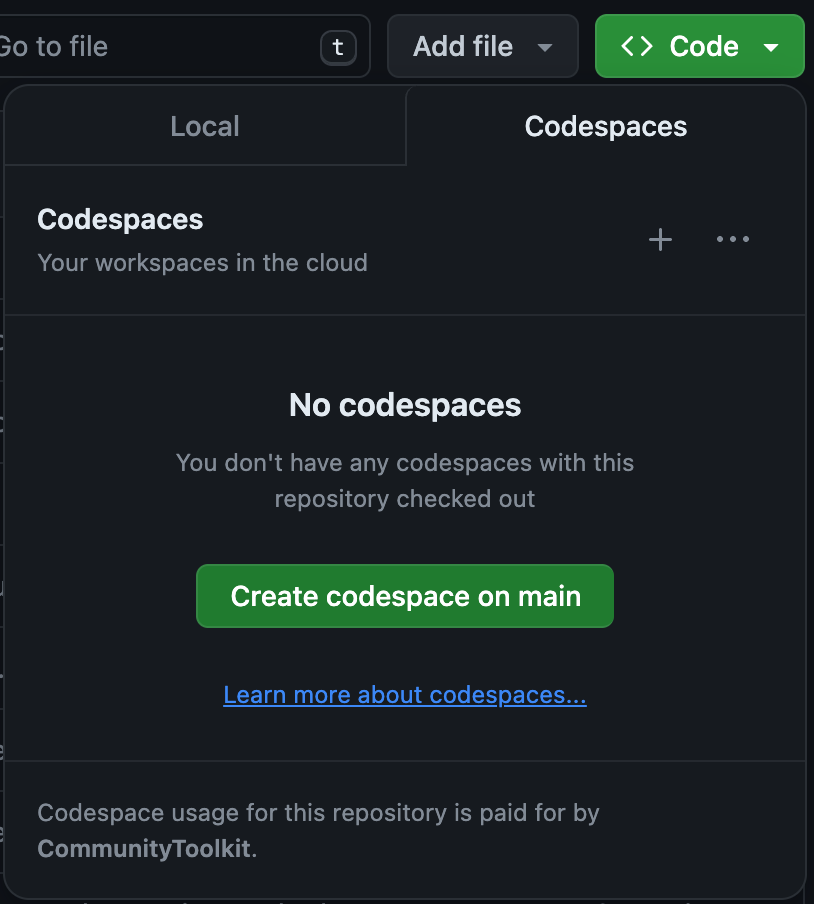 Go to file
t
Add file
Code
Local
Codespaces
Codespaces
Your workspaces in the cloud
No codespaces
You don't have any codespaces with this
repository checked out
Create codespace on main
Learn more about codespaces...
Codespace usage for this repository is paid for by
CommunityToolkit.